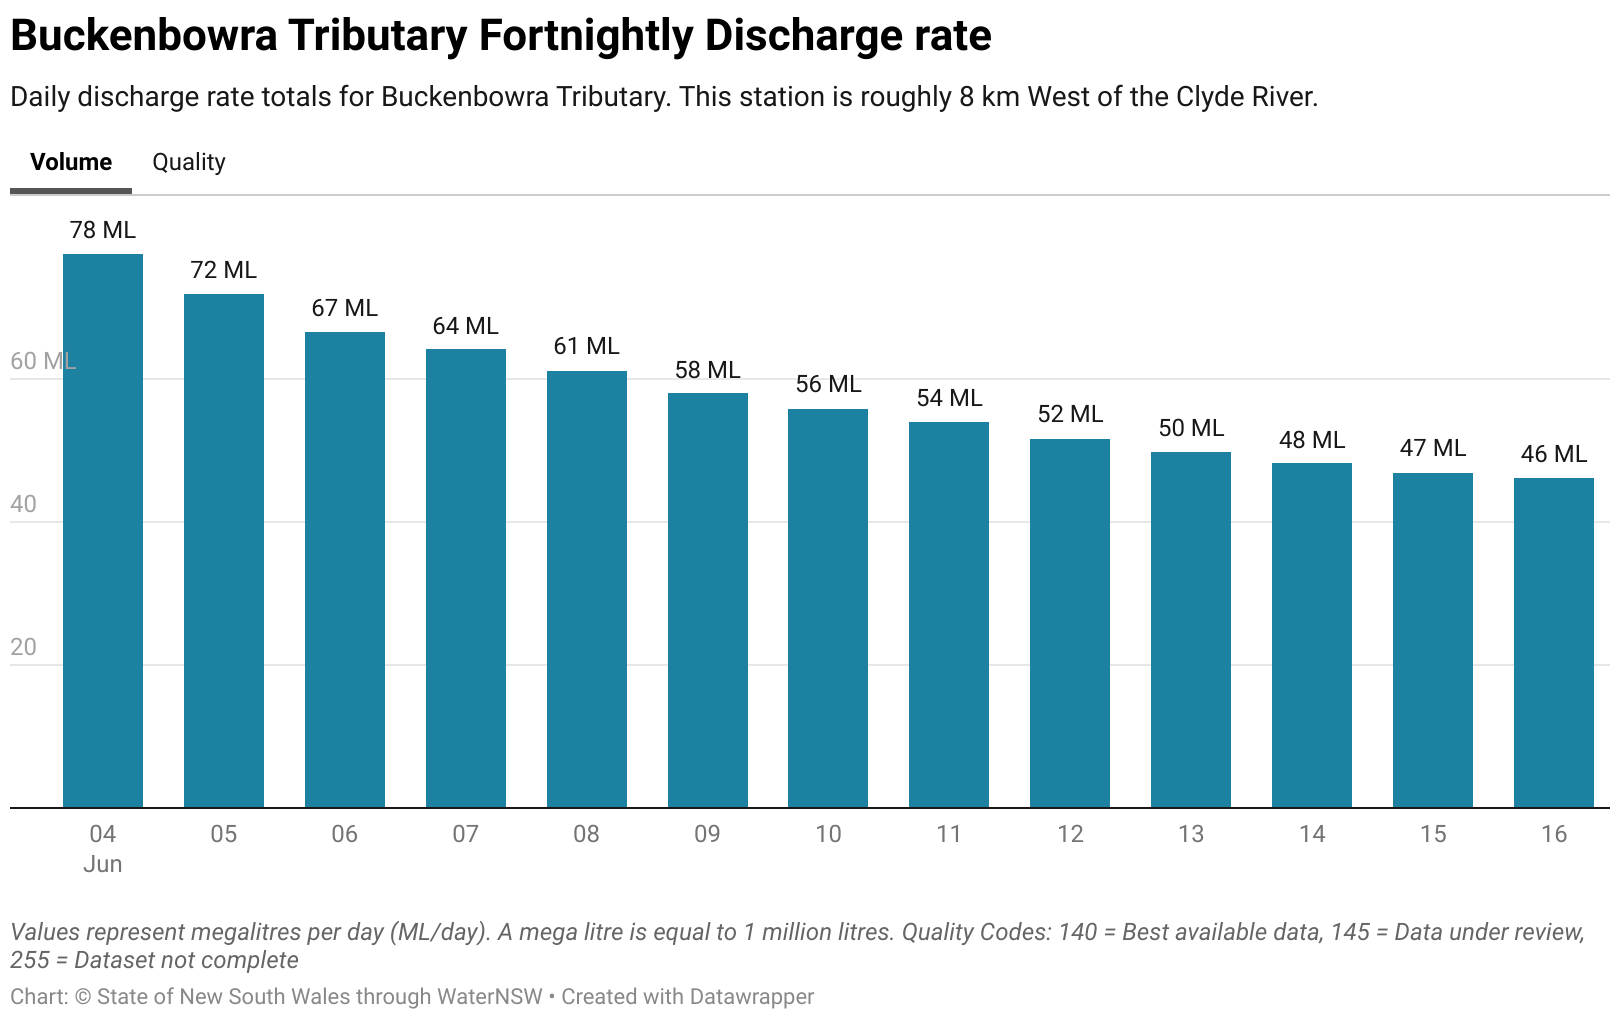 Buckenbowra Tributary Fortnightly Discharge rate
Daily discharge rate totals for Buckenbowra Tributary. This station is roughly 8 km West of the Clyde River.
Volume Quality
78 ML
72 ML
67 ML
64 ML
61 ML
58 ML
56 ML
54 ML
52 ML
50 ML
48 ML
47 ML
46 ML
60 ML
40
20
04 05 06 07 08 09 10 11 12 13 14 15 16
Jun
Values represent megalitres per day (ML/day). A mega litre is equal to 1 million litres. Quality Codes: 140 = Best available data, 145 = Data under review,
255 = Dataset not complete
Chart: © State of New South Wales through WaterNSW • Created with Datawrapper